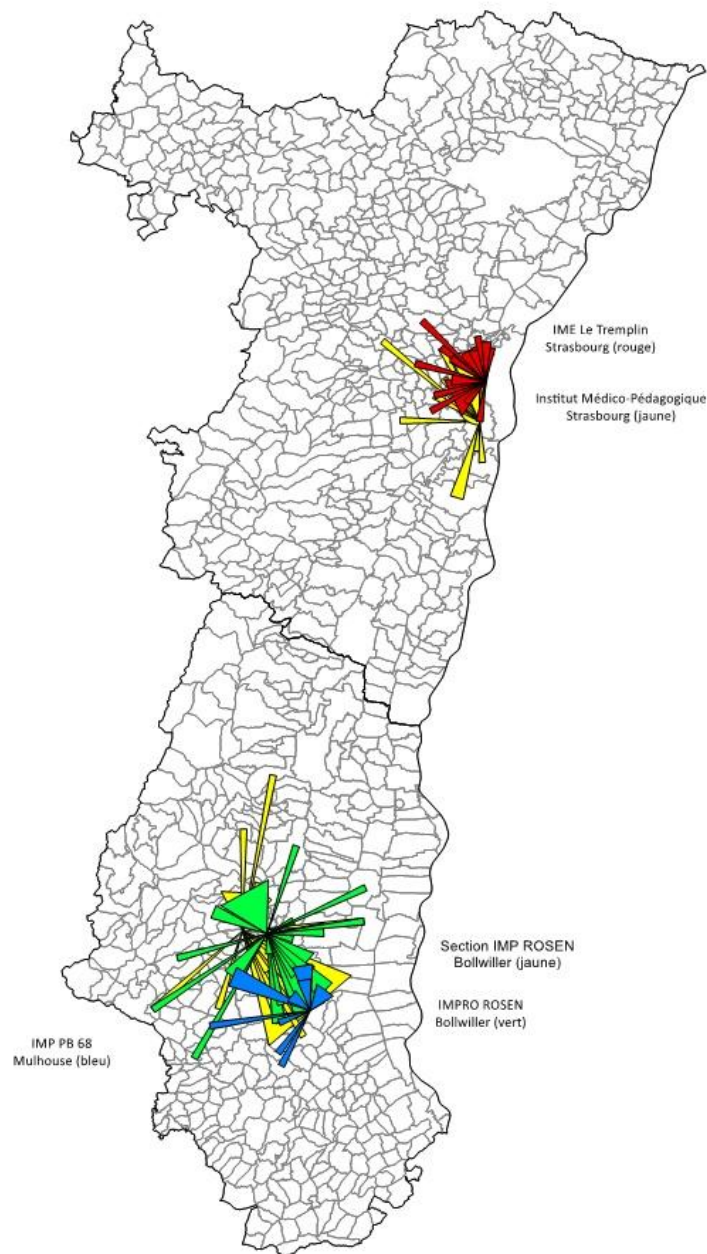 IME Le Tremplin
Strasbourg (rouge)
Institut Médico-Pédagogique
Strasbourg (jaune)
Section IMP ROSEN
Bollwiller (jaune)
IMPRO ROSEN
Bollwiller (vert)
IMP PB 68
Mulhouse (bleu)